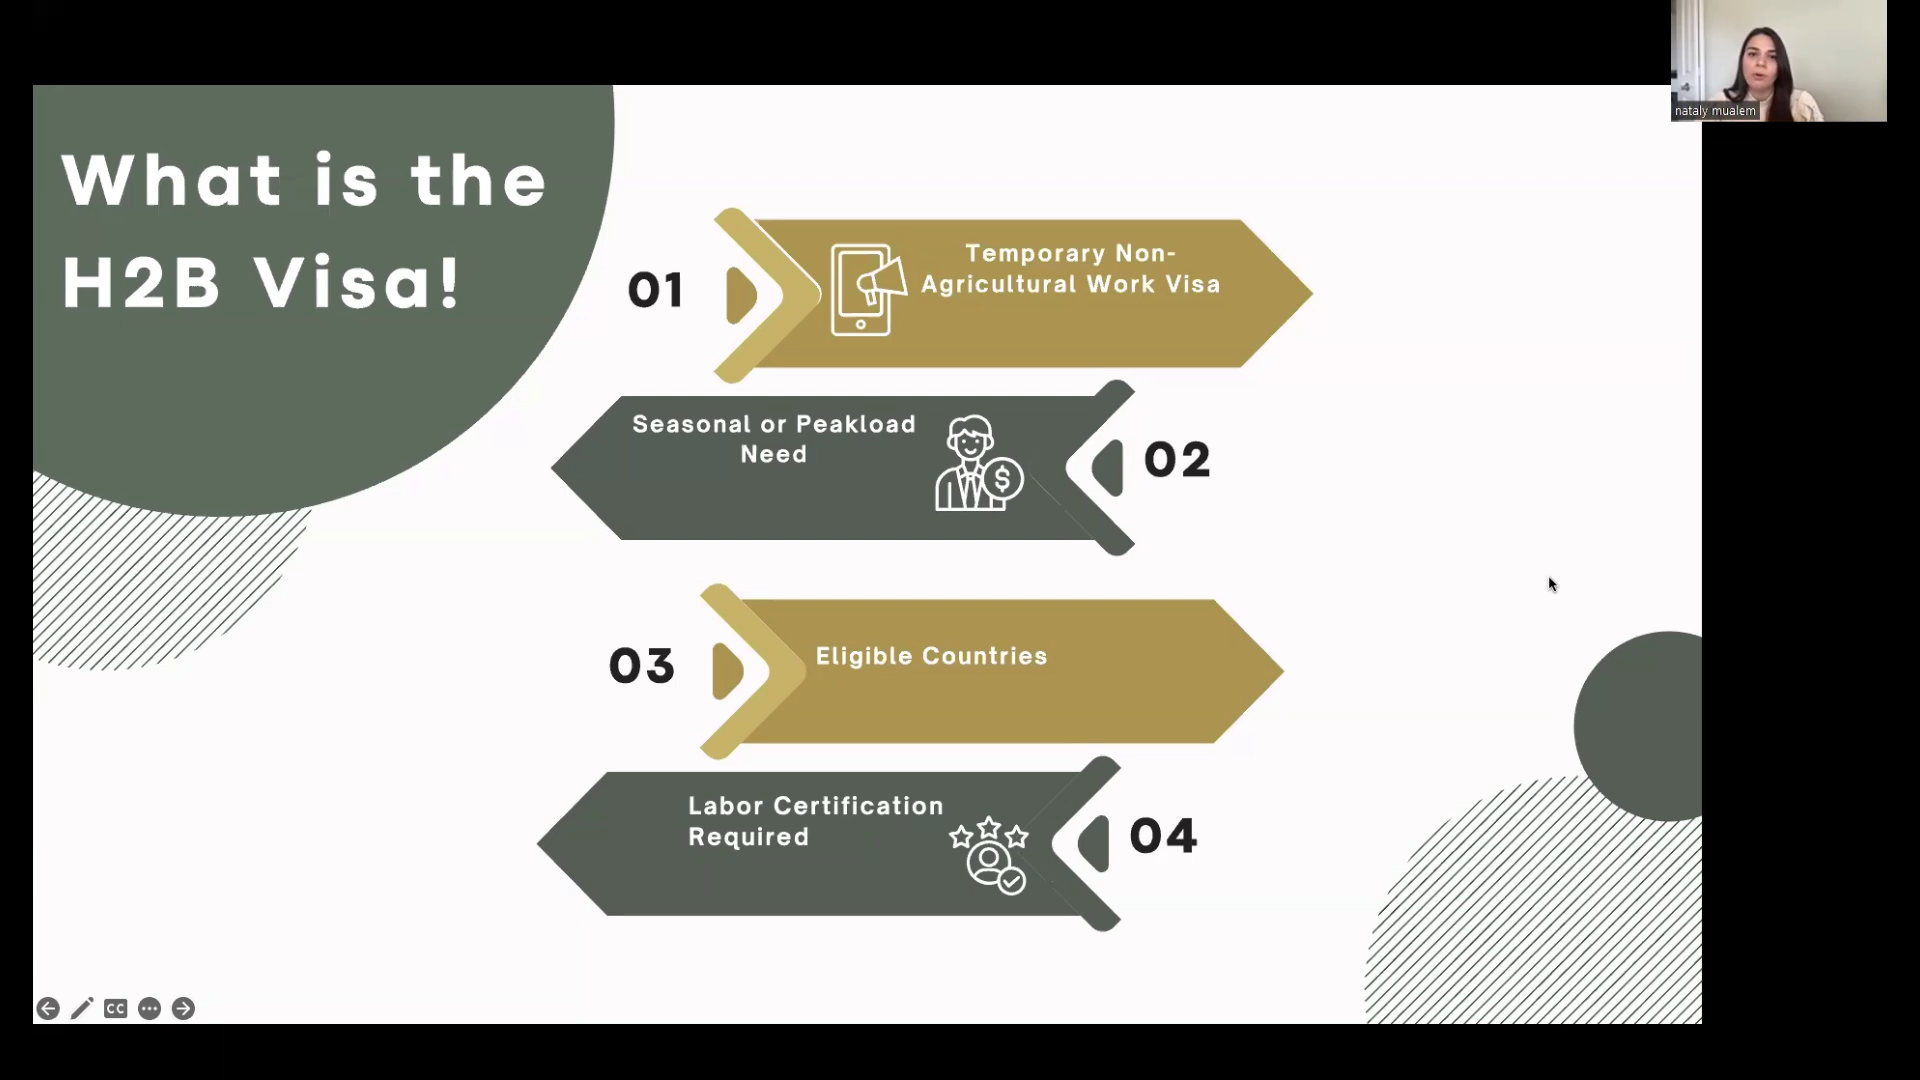 nataly mualem
What is the
H2B Visa!
01
Temporary Non-
Agricultural Work Visa
Seasonal or Peakload
Need
$
02
03
Eligible Countries
Labor Certification
Required
04
CC